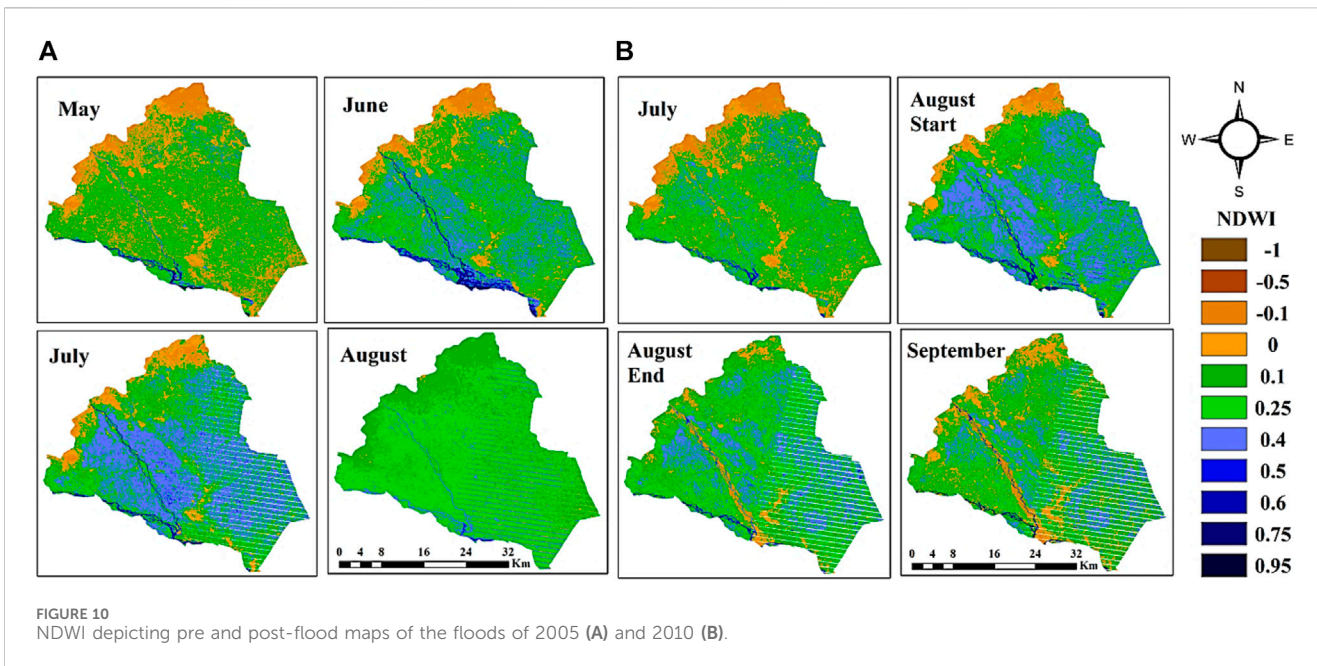 A
B
May
June
July
August
Start
N
W
E
S
NDWI
-1
-0.5
-0.1
0
0.1
0.25
0.4
0.5
0.6
0.75
0.95
July
August
0 4 8 16 24 32
Km
August
End
September
0 4 8 16 24 32
Km
FIGURE 10
NDWI depicting pre and post-flood maps of the floods of 2005 (A) and 2010 (B).